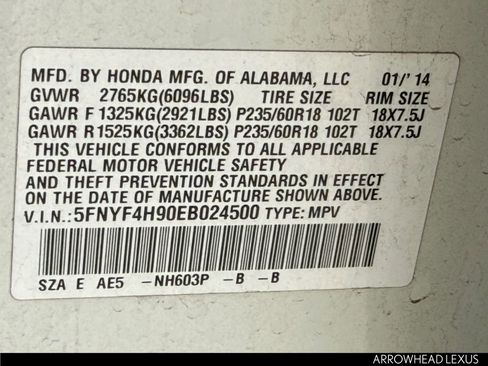 MFD. BY HONDA MFG. OF ALABAMA, LLC 01/'14
GVWR 2765KG(6096LBS) TIRE SIZE RIM SIZE
GAWR F 1325KG(2921LBS) P235/60R18 102T 18X7.5J
GAWR R 1525KG(3362LBS) P235/60R18 102T 18X7.5J
THIS VEHICLE CONFORMS TO ALL APPLICABLE
FEDERAL MOTOR VEHICLE SAFETY
AND THEFT PREVENTION STANDARDS IN EFFECT
ON THE DATE OF MANUFACTURE SHOWN ABOVE.
V.I.N.: 5FNYF4H90EB024500 TYPE: MPV
SZA E AE5 -NH603P -B -B
ARROWHEAD LEXUS